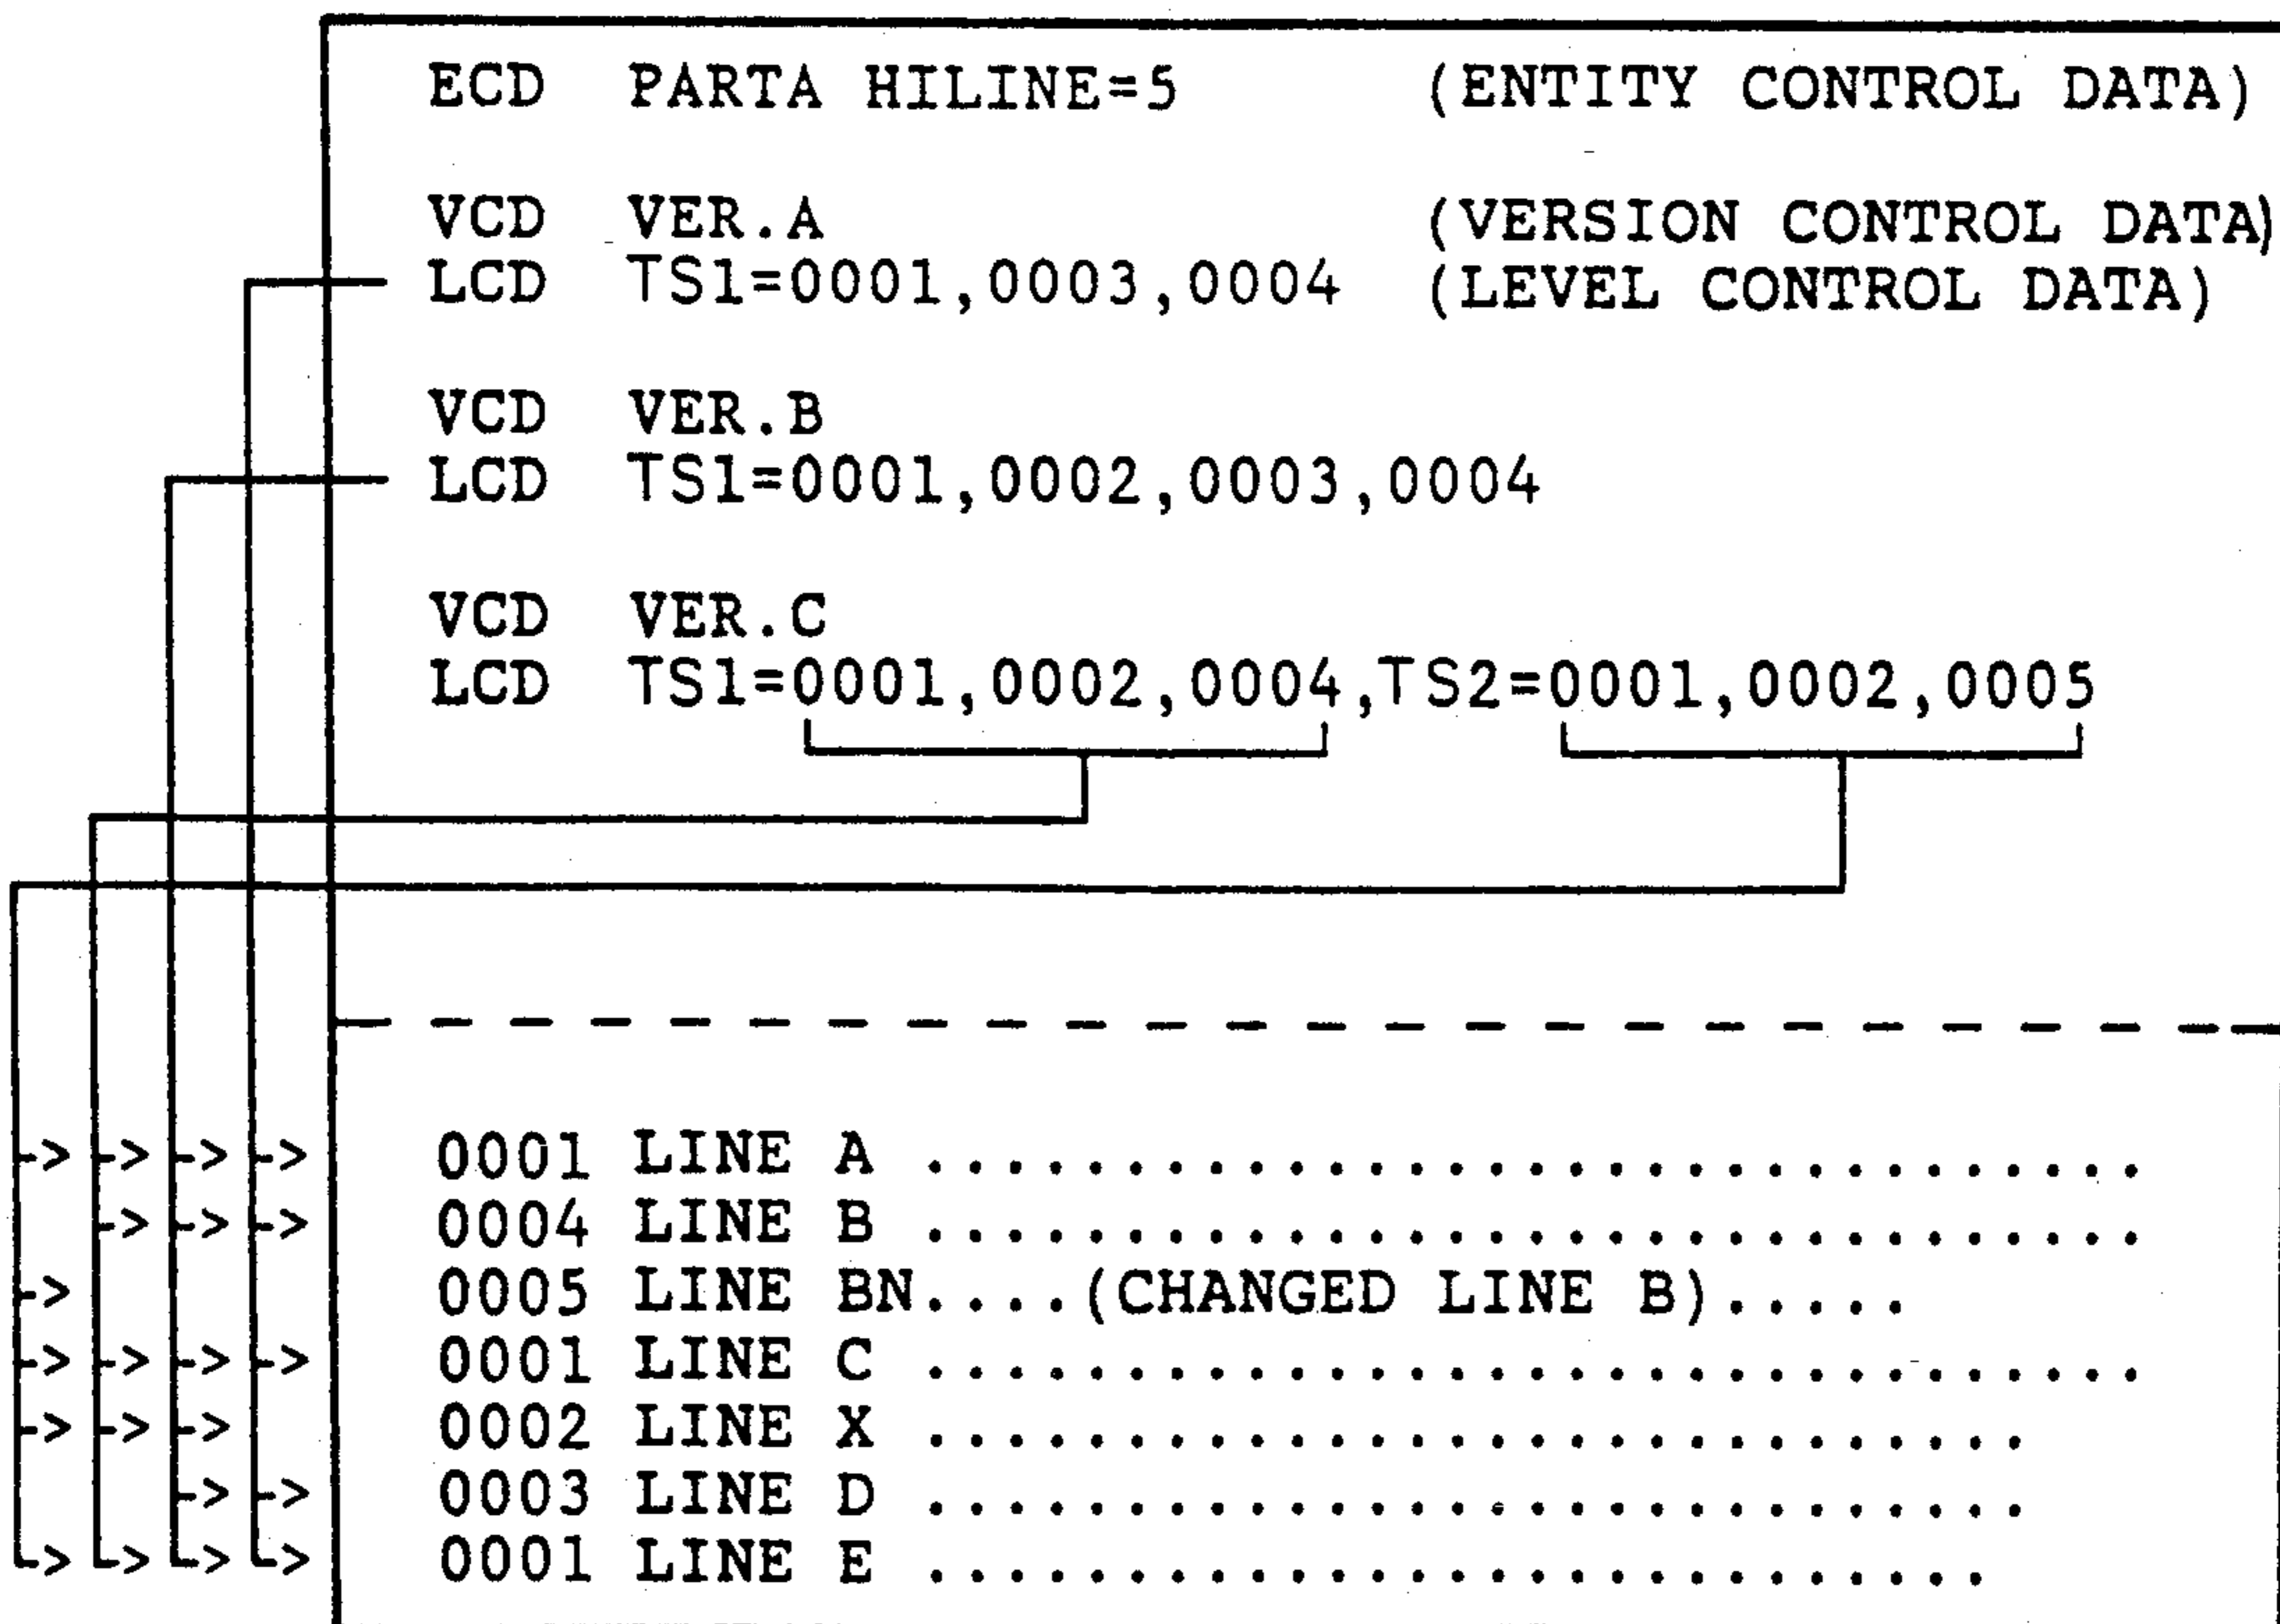 ECD PARTA HILINE=5 (ENTITY CONTROL DATA)
VCD VER.A (VERSION CONTROL DATA)
LCD TS1=0001,0003,0004 (LEVEL CONTROL DATA)
VCD VER.B
LCD TS1=0001,0002,0003,0004
VCD VER.C
LCD TS1=0001,0002,0004,TS2=0001,0002,0005
0001 LINE A ...............................
0004 LINE B ...............................
0005 LINE BN....(CHANGED LINE B).....
0001 LINE C ...............................
0002 LINE X ............................
0003 LINE D ............................
0001 LINE E ...........................